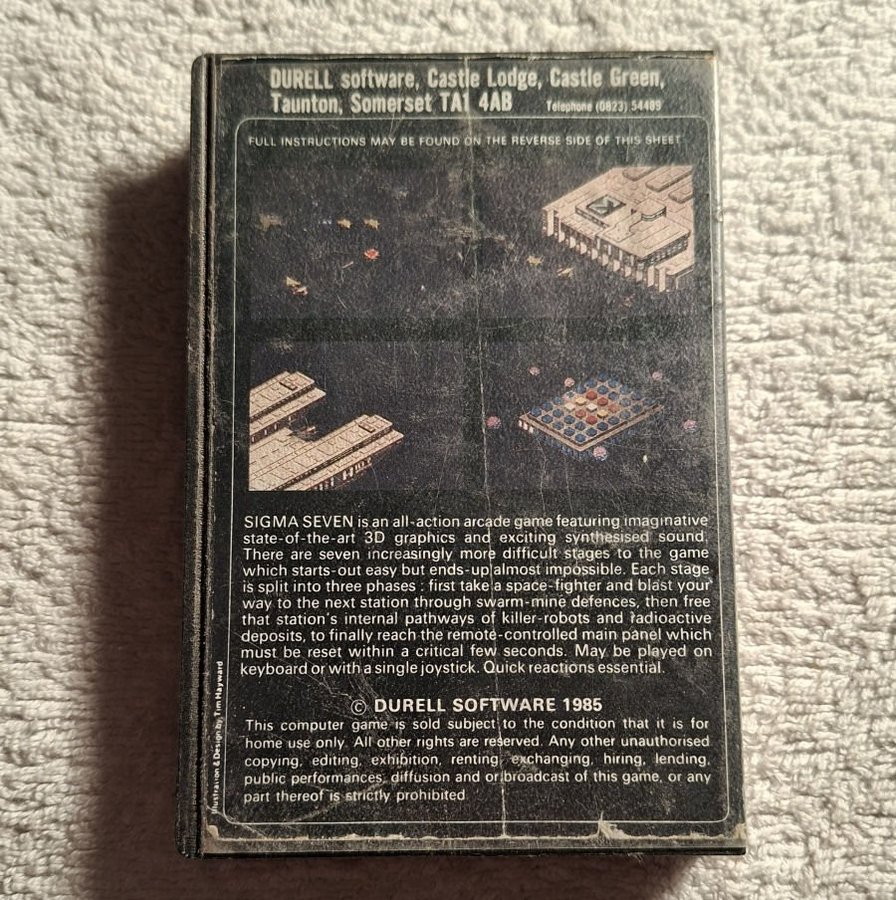 DURELL software, Castle Lodge, Castle Green,
Taunton, Somerset TA1 4AB Telephone (0823) 54489
FULL INSTRUCTIONS MAY BE FOUND ON THE REVERSE SIDE OF THIS SHEET
SIGMA SEVEN is an all-action arcade game featuring imaginative
state-of-the-art 3D graphics and exciting synthesised sound.
There are seven increasingly more difficult stages to the game
which starts-out easy but ends-up almost impossible. Each stage
is split into three phases : first take a space-fighter and blast your
way to the next station through swarm-mine defences, then free
that station's internal pathways of killer-robots and radioactive
deposits, to finally reach the remote-controlled main panel which
must be reset within a critical few seconds. May be played on
keyboard or with a single joystick. Quick reactions essential.
© DURELL SOFTWARE 1985
This computer game is sold subject to the condition that it is for
home use only. All other rights are reserved. Any other unauthorised
copying, editing, exhibition, renting, exchanging, hiring, lending,
public performances, diffusion and or broadcast of this game, or any
part thereof is strictly prohibited
Illustration & Design by Tim Hayward